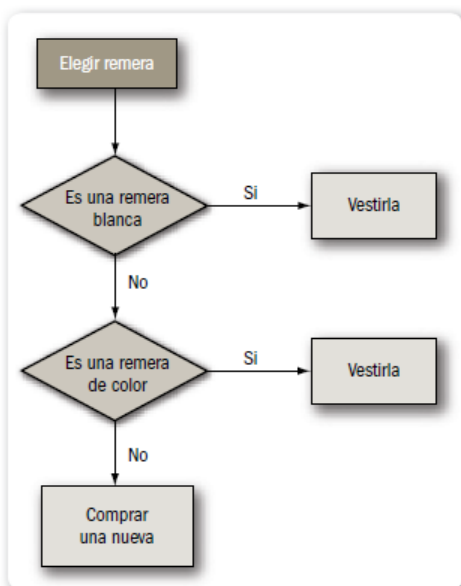 Elegir remera
Es una remera
blanca
Si
Vestirla
No
Es una remera
de color
Si
Vestirla
No
Comprar
una nueva